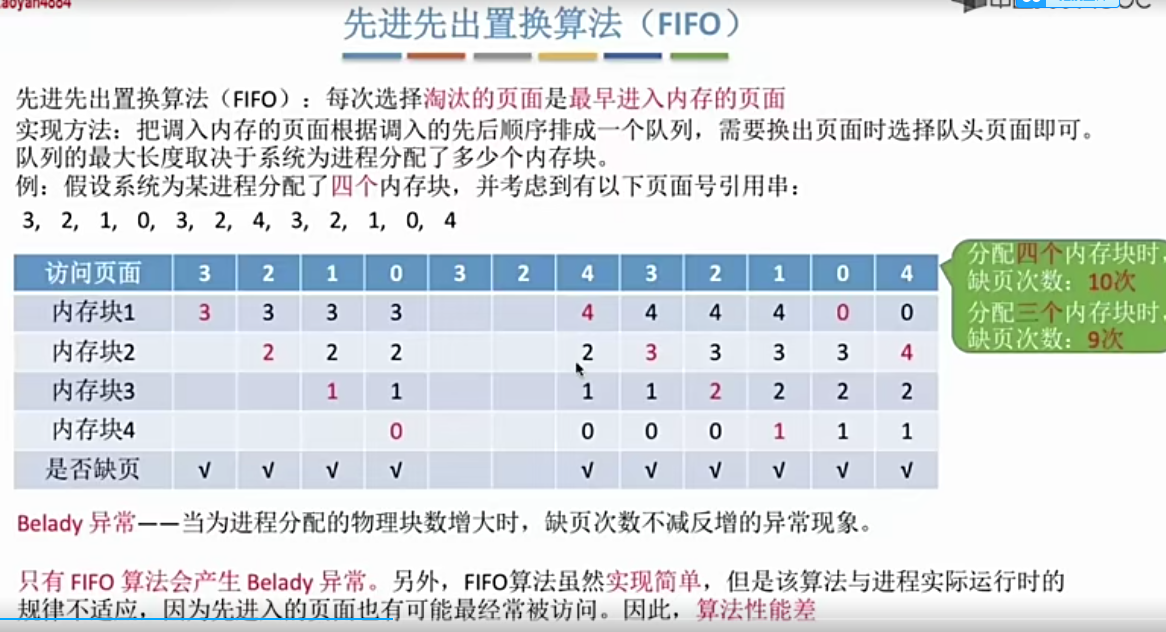 先进先出置换算法（FIFO）
先进先出置换算法（FIFO）：每次选择淘汰的页面是最早进入内存的页面
实现方法：把调入内存的页面根据调入的先后顺序排成一个队列，需要换出页面时选择队头页面即可。
队列的最大长度取决于系统为进程分配了多少个内存块。
例：假设系统为某进程分配了四个内存块，并考虑到有以下页面号引用串：
3, 2, 1, 0, 3, 2, 4, 3, 2, 1, 0, 4
访问页面 3 2 1 0 3 2 4 3 2 1 0 4
内存块1 3 3 3 3 4 4 4 4 0 0
内存块2 2 2 2 2 3 3 3 3 4
内存块3 1 1 1 1 2 2 2 2
内存块4 0 0 0 0 1 1 1
是否缺页 √ √ √ √ √ √ √ √ √ √
分配四个内存块时，
缺页次数：10次
分配三个内存块时，
缺页次数：9次
Belady 异常——当为进程分配的物理块数增大时，缺页次数不减反增的异常现象。
只有 FIFO 算法会产生 Belady 异常。另外，FIFO算法虽然实现简单，但是该算法与进程实际运行时的
规律不适应，因为先进入的页面也有可能最经常被访问。因此，算法性能差